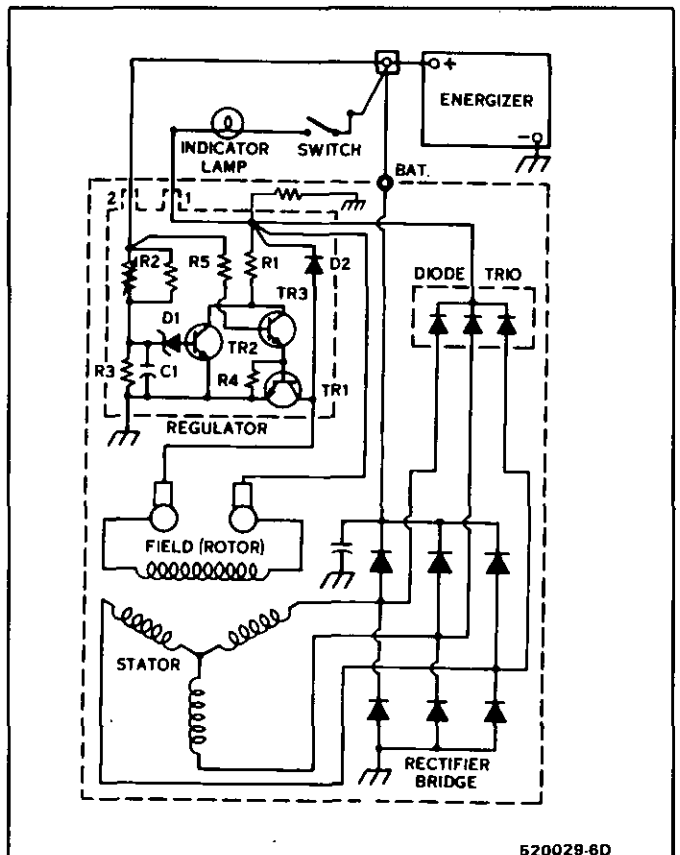 +
ENERGIZER
-
INDICATOR
LAMP
SWITCH
BAT.
2
1
R2
R5
R1
D2
TR3
DIODE TRIO
D1
TR2
R3
C1
R4
TR1
REGULATOR
FIELD (ROTOR)
STATOR
RECTIFIER
BRIDGE
520029-6D